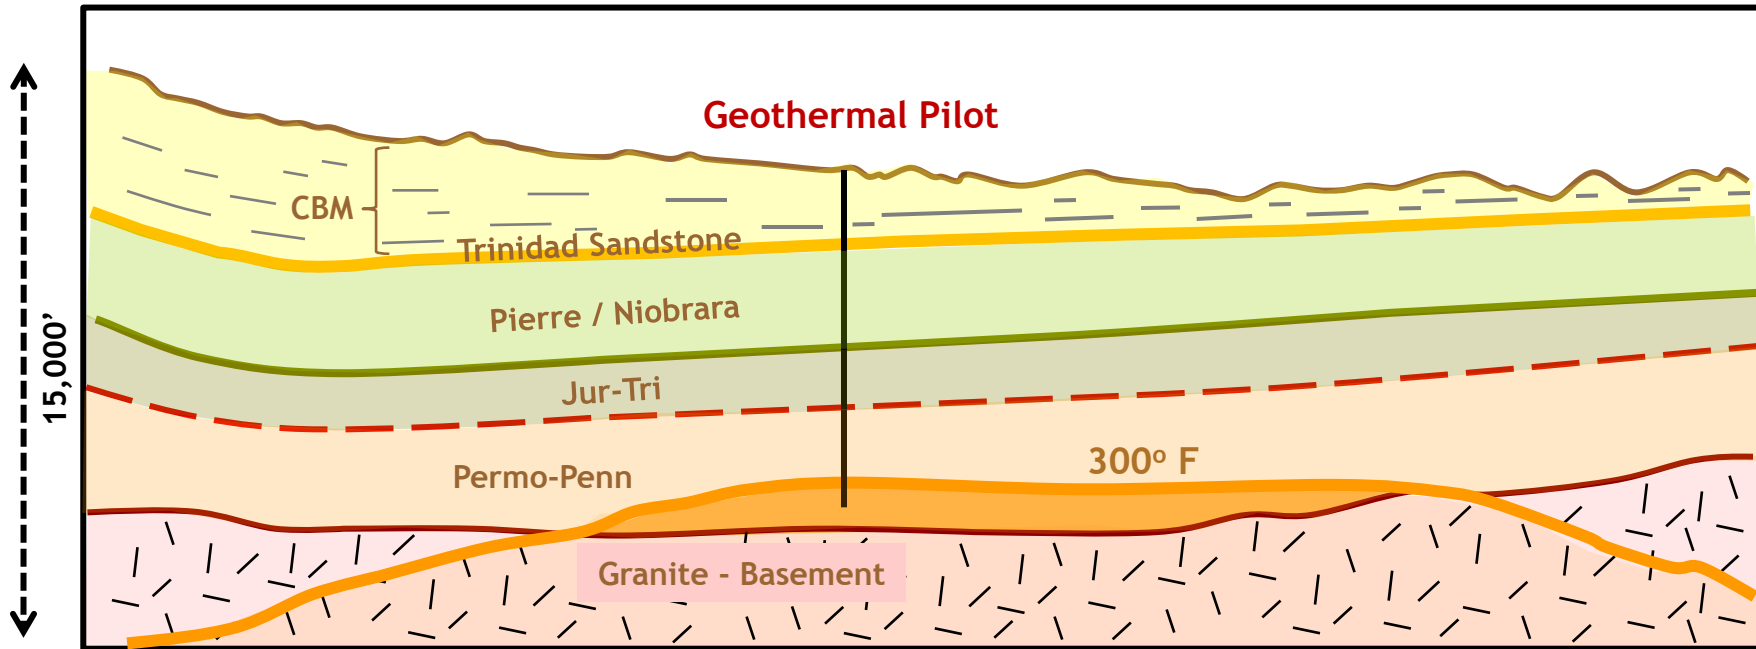 Geothermal Pilot
CBM
Trinidad Sandstone
Pierre / Niobrara
15,000’
Jur-Tri
300º F
Permo-Penn
Granite - Basement